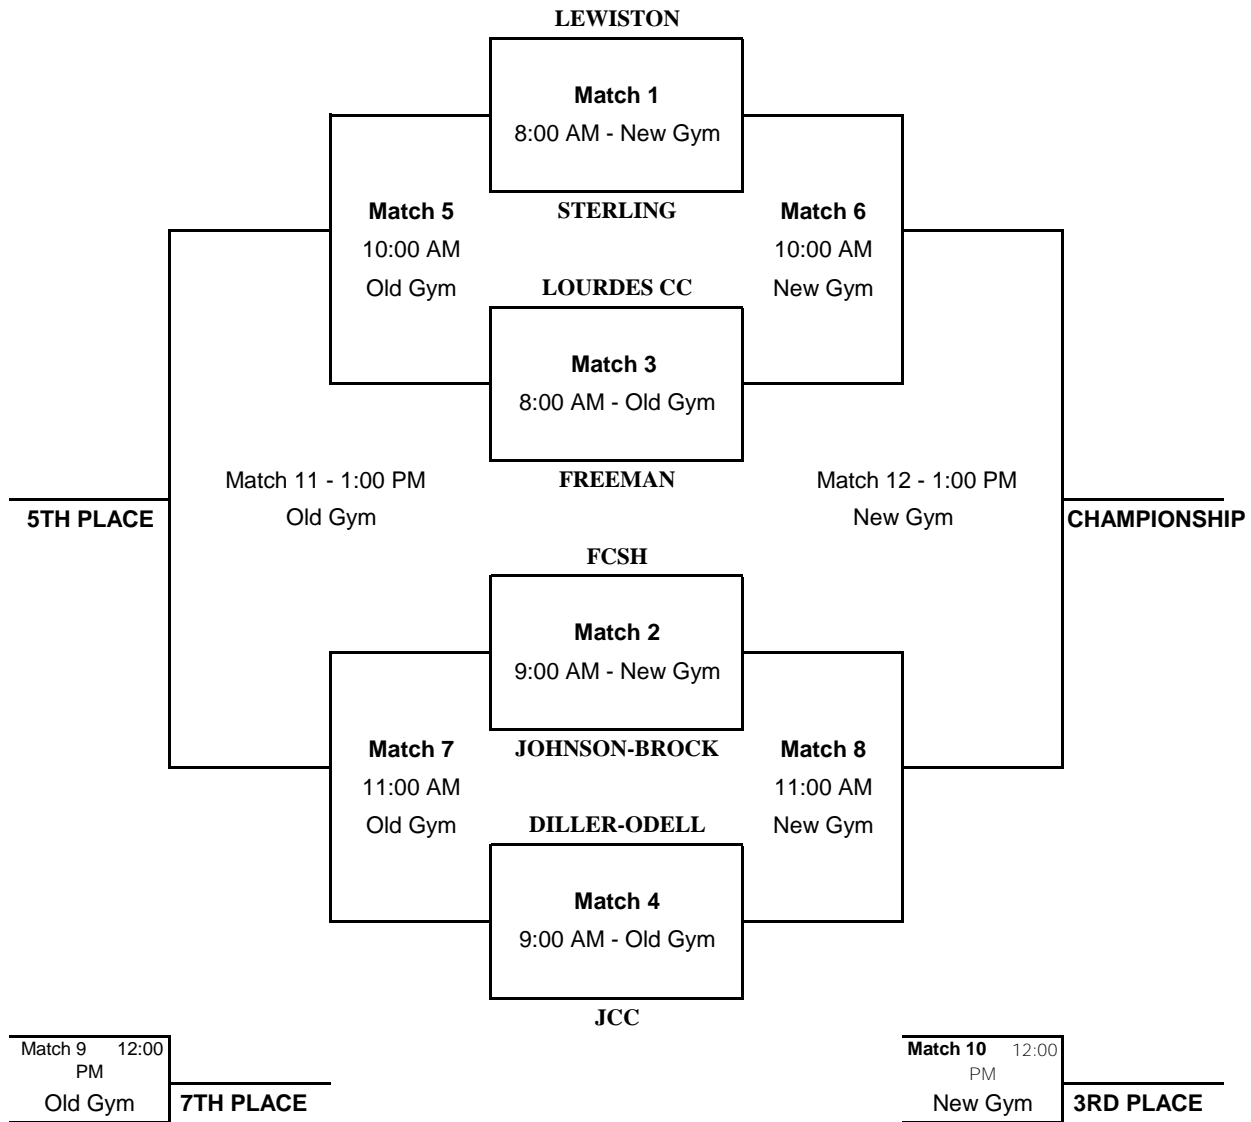 LEWISTON
Match 1
8:00 AM - New Gym
Match 5
STERLING
Match 6
10:00 AM
10:00 AM
Old Gym
LOURDES CC
New Gym
Match 3
8:00 AM - Old Gym
Match 11 - 1:00 PM
FREEMAN
Match 12 - 1:00 PM
5TH PLACE
Old Gym
New Gym
CHAMPIONSHIP
FCSH
Match 2
9:00 AM - New Gym
Match 7
JOHNSON-BROCK
Match 8
11:00 AM
11:00 AM
Old Gym
DILLER-ODELL
New Gym
Match 4
9:00 AM - Old Gym
JCC
Match 9 12:00
PM
Old Gym
7TH PLACE
Match 10 12:00
PM
New Gym
3RD PLACE